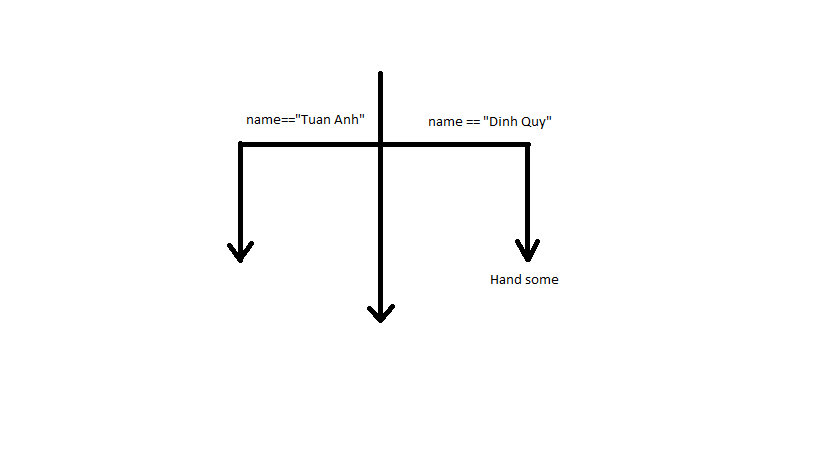 name=="Tuan Anh"
name == "Dinh Quy"
Hand some